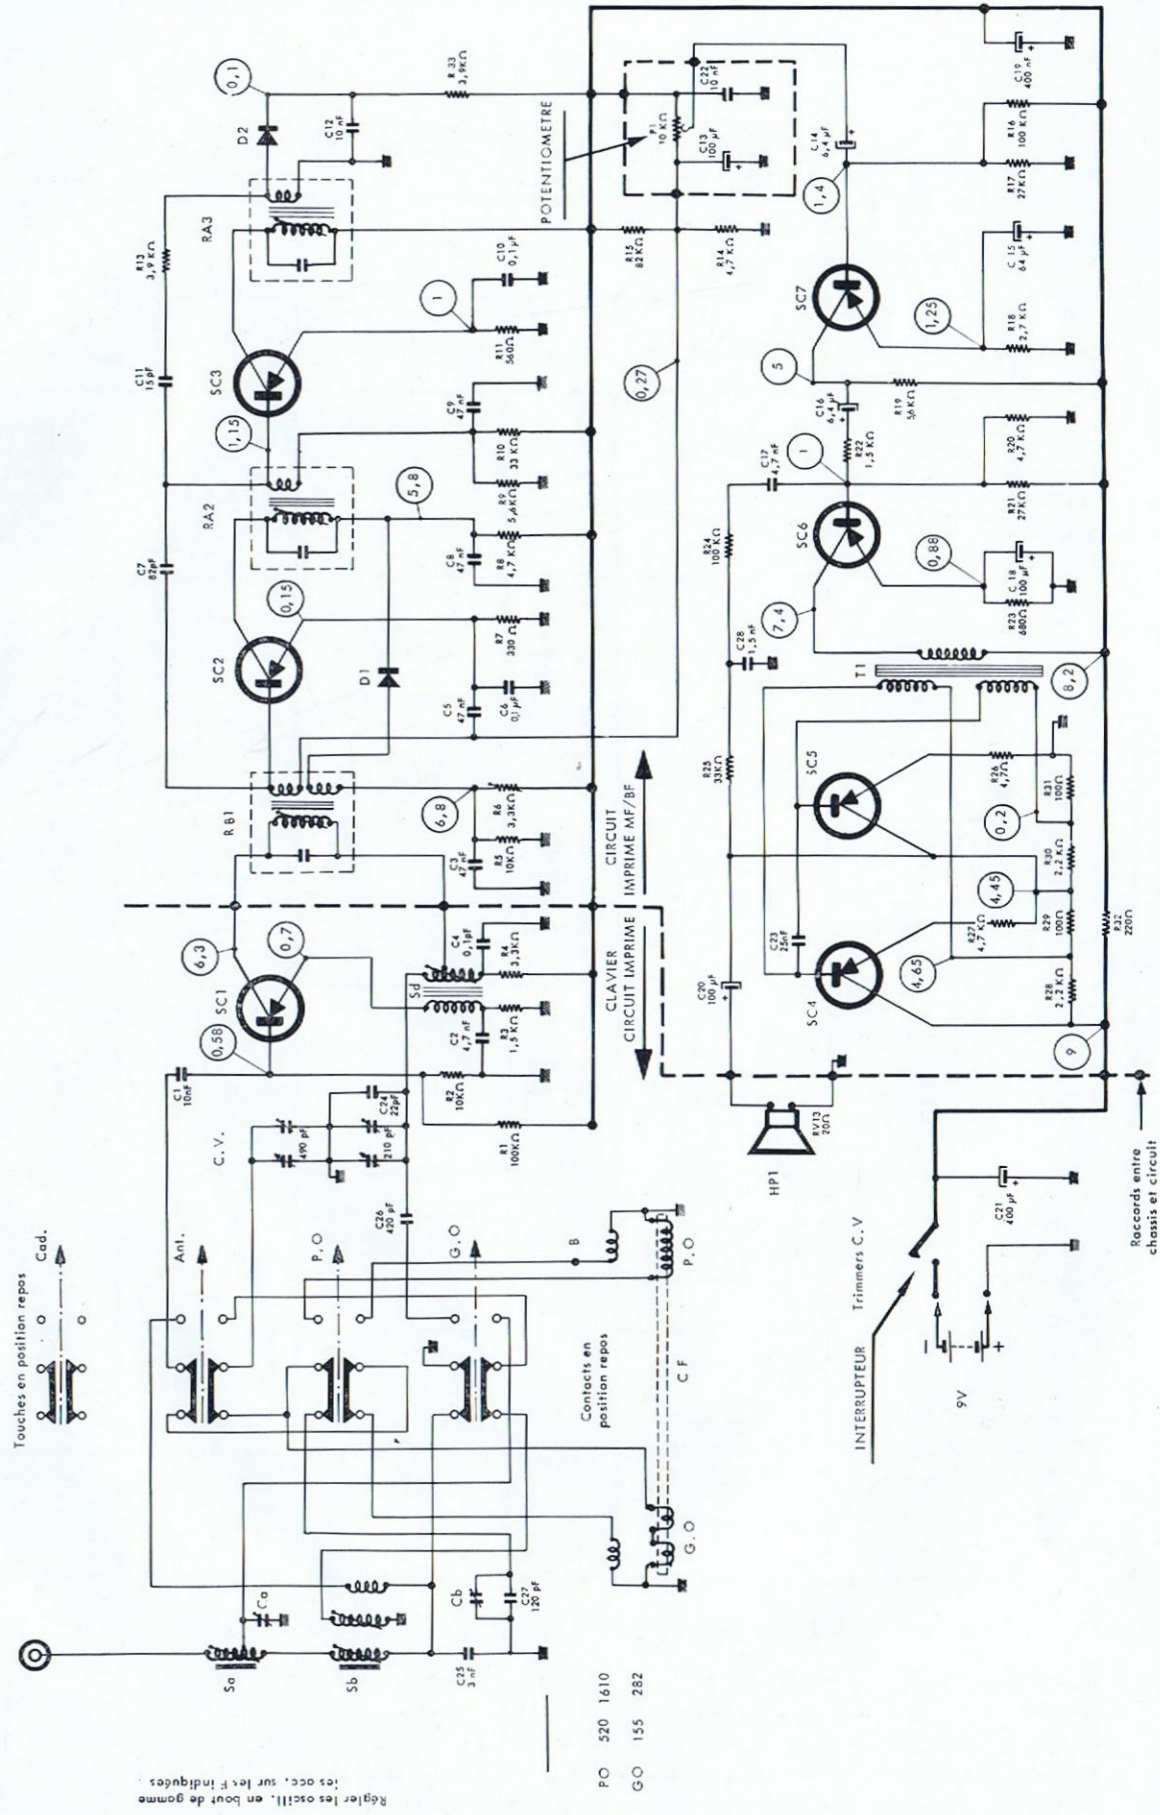 Touches en position repos
Cad.
Ant.
P.O
G.O
Contacts en
position repos
Sa
Ca
Sb
Cb
C25
3 nF
C27
120 pF
G.O
C F
P.O
B
PO 520 1610
GO 155 282
Régler les oscill. en bout de gamme
les acc. sur les F indiquées.
C.V.
490 pF
210 pF
C24
22pF
C26
420 pF
C1
10nF
0,58
SC1
6,3
0,7
R1
100KΩ
R2
10KΩ
C2
4,7 nF
R3
1,5 KΩ
Sd
R4
3,3KΩ
C4
0,1pF
CLAVIER
CIRCUIT IMPRIME
CIRCUIT
IMPRIME MF/BF
RB1
C3
47 nF
R5
10KΩ
R6
3,3KΩ
6,8
SC2
D1
C5
47 nF
C6
0,1µF
R7
330 Ω
0,15
C7
82pF
RA2
C8
47 nF
R8
4,7 KΩ
5,8
R9
5,6KΩ
R10
33 KΩ
C9
47 nF
1,15
SC3
C11
15pF
R11
560Ω
1
C10
0,1µF
R13
3,9 KΩ
RA3
D2
0,1
C12
10 nF
R 33
3,9KΩ
POTENTIOMETRE
P1
10 KΩ
C22
10 nF
C13
100 µF
R15
82KΩ
R14
4,7 KΩ
0,27
C14
6,4 µF
1,4
SC7
C19
400 nF
R16
100 KΩ
R17
27KΩ
C 15
64 µF
1,25
R18
2,7 KΩ
5
C16
6,4 µF
R19
5,6KΩ
R22
1,5 KΩ
C17
4,7 nF
1
R20
4,7 KΩ
R21
27KΩ
R24
100 KΩ
SC6
0,88
C 18
100 µF
R23
680Ω
7,4
C28
1,5 nF
T1
8,2
R25
33KΩ
SC5
R26
4,7Ω
R31
100Ω
0,2
R30
2,2 KΩ
4,45
R29
100Ω
R27
4,7 KΩ
R32
220Ω
C23
25nF
4,65
SC4
R28
2,2 KΩ
C20
100 µF
9
HP1
RV13
20Ω
INTERRUPTEUR
Trimmers C.V
9V
C21
400 µF
Raccords entre
chassis et circuit